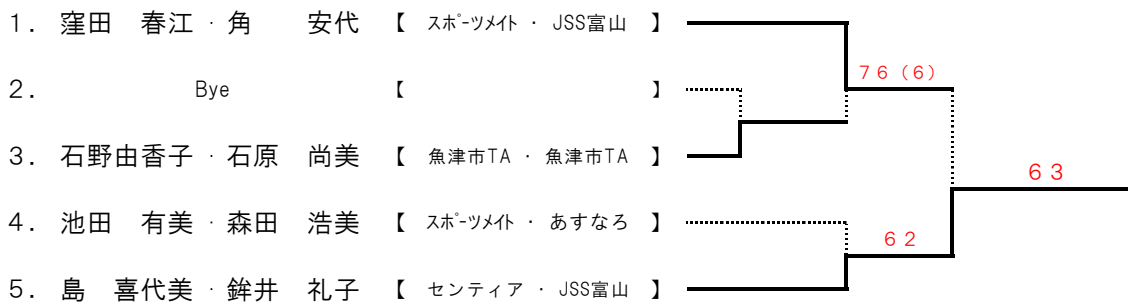 1. 窪田　春江・角　　安代 【 スポーツメイト ・ JSS富山 】
76(6)
2. Bye 【 】
3. 石野由香子・石原　尚美 【 魚津市TA ・ 魚津市TA 】
63
4. 池田　有美・森田　浩美 【 スポーツメイト ・ あすなろ 】
62
5. 島　喜代美・鉾井　礼子 【 センティア ・ JSS富山 】